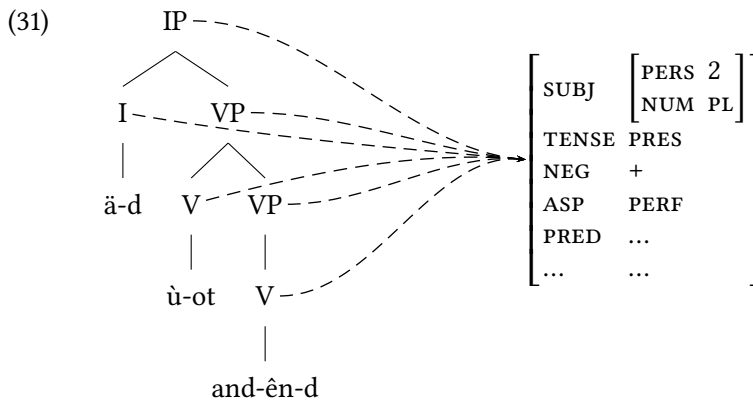 (31)
IP
PERS 2
SUBJ
NUM PL
I VP
TENSE PRES
NEG +
ä-d V VP
ASP PERF
PRED ...
... ...
ù-ot V
and-ên-d